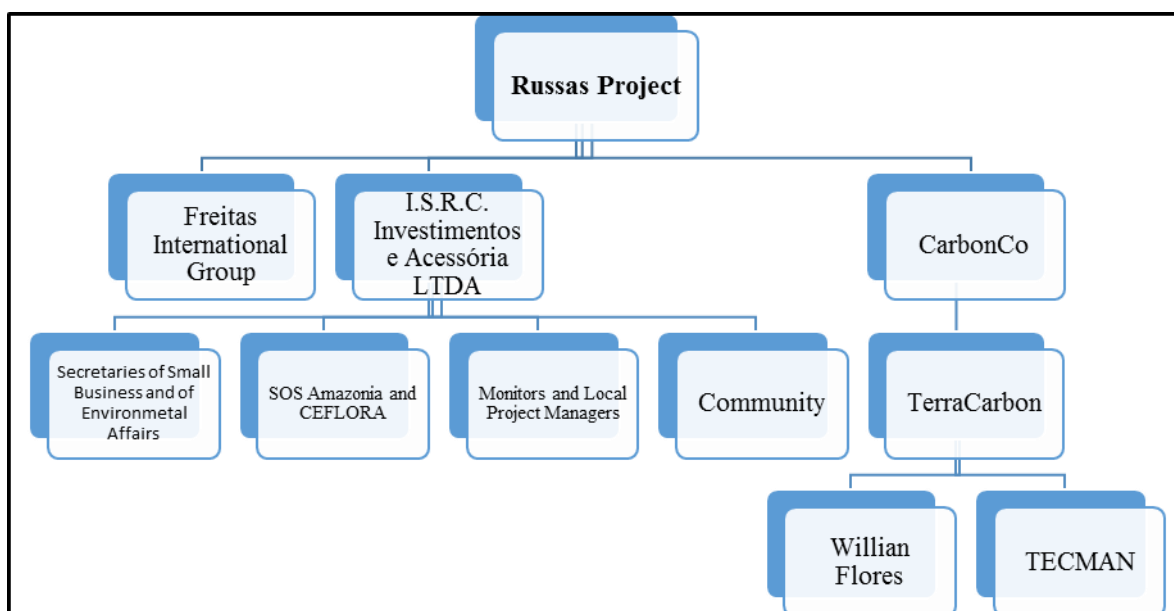 Russas Project
Freitas
International
Group
I.S.R.C.
Investimentos
e Acessória
LTDA
CarbonCo
Secretaries of Small
Business and of
Environmetal
Affairs
SOS Amazonia and
CEFLORA
Monitors and Local
Project Managers
Community
TerraCarbon
Willian
Flores
TECMAN